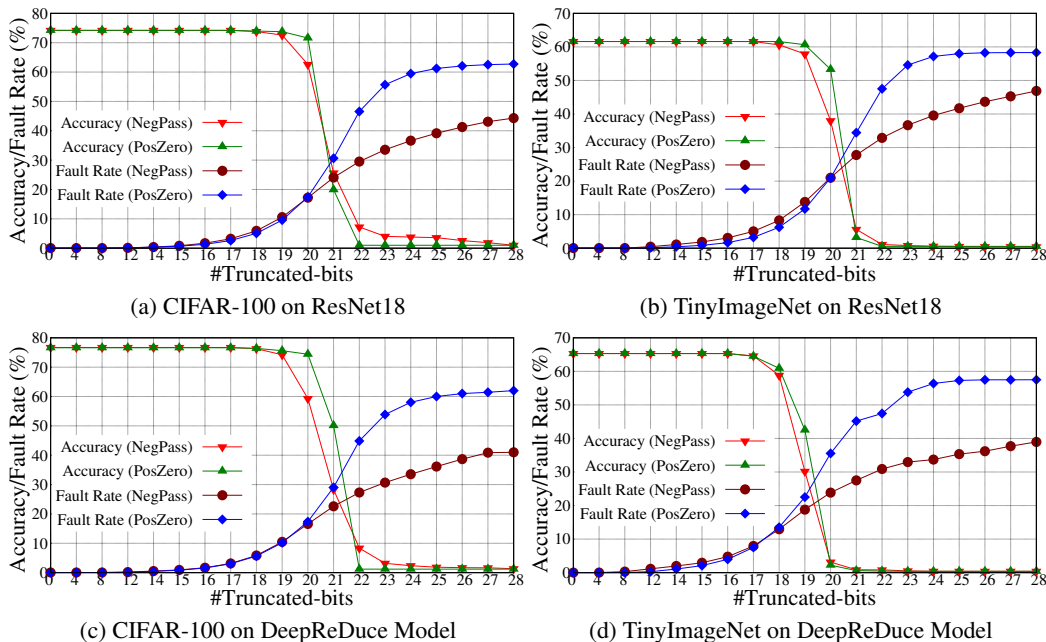 Accuracy/Fault Rate (%)
80
70
60
50
40
30
20
10
0
Accuracy (NegPass)
Accuracy (PosZero)
Fault Rate (NegPass)
Fault Rate (PosZero)
0 4 8 12 14 15 16 17 18 19 20 21 22 23 24 25 26 27 28
#Truncated-bits
(a) CIFAR-100 on ResNet18
Accuracy/Fault Rate (%)
70
60
50
40
30
20
10
0
Accuracy (NegPass)
Accuracy (PosZero)
Fault Rate (NegPass)
Fault Rate (PosZero)
0 4 8 12 14 15 16 17 18 19 20 21 22 23 24 25 26 27 28
#Truncated-bits
(b) TinyImageNet on ResNet18
Accuracy/Fault Rate (%)
80
70
60
50
40
30
20
10
0
Accuracy (NegPass)
Accuracy (PosZero)
Fault Rate (NegPass)
Fault Rate (PosZero)
0 4 8 12 14 15 16 17 18 19 20 21 22 23 24 25 26 27 28
#Truncated-bits
(c) CIFAR-100 on DeepReDuce Model
Accuracy/Fault Rate (%)
70
60
50
40
30
20
10
0
Accuracy (NegPass)
Accuracy (PosZero)
Fault Rate (NegPass)
Fault Rate (PosZero)
0 4 8 12 14 15 16 17 18 19 20 21 22 23 24 25 26 27 28
#Truncated-bits
(d) TinyImageNet on DeepReDuce Model